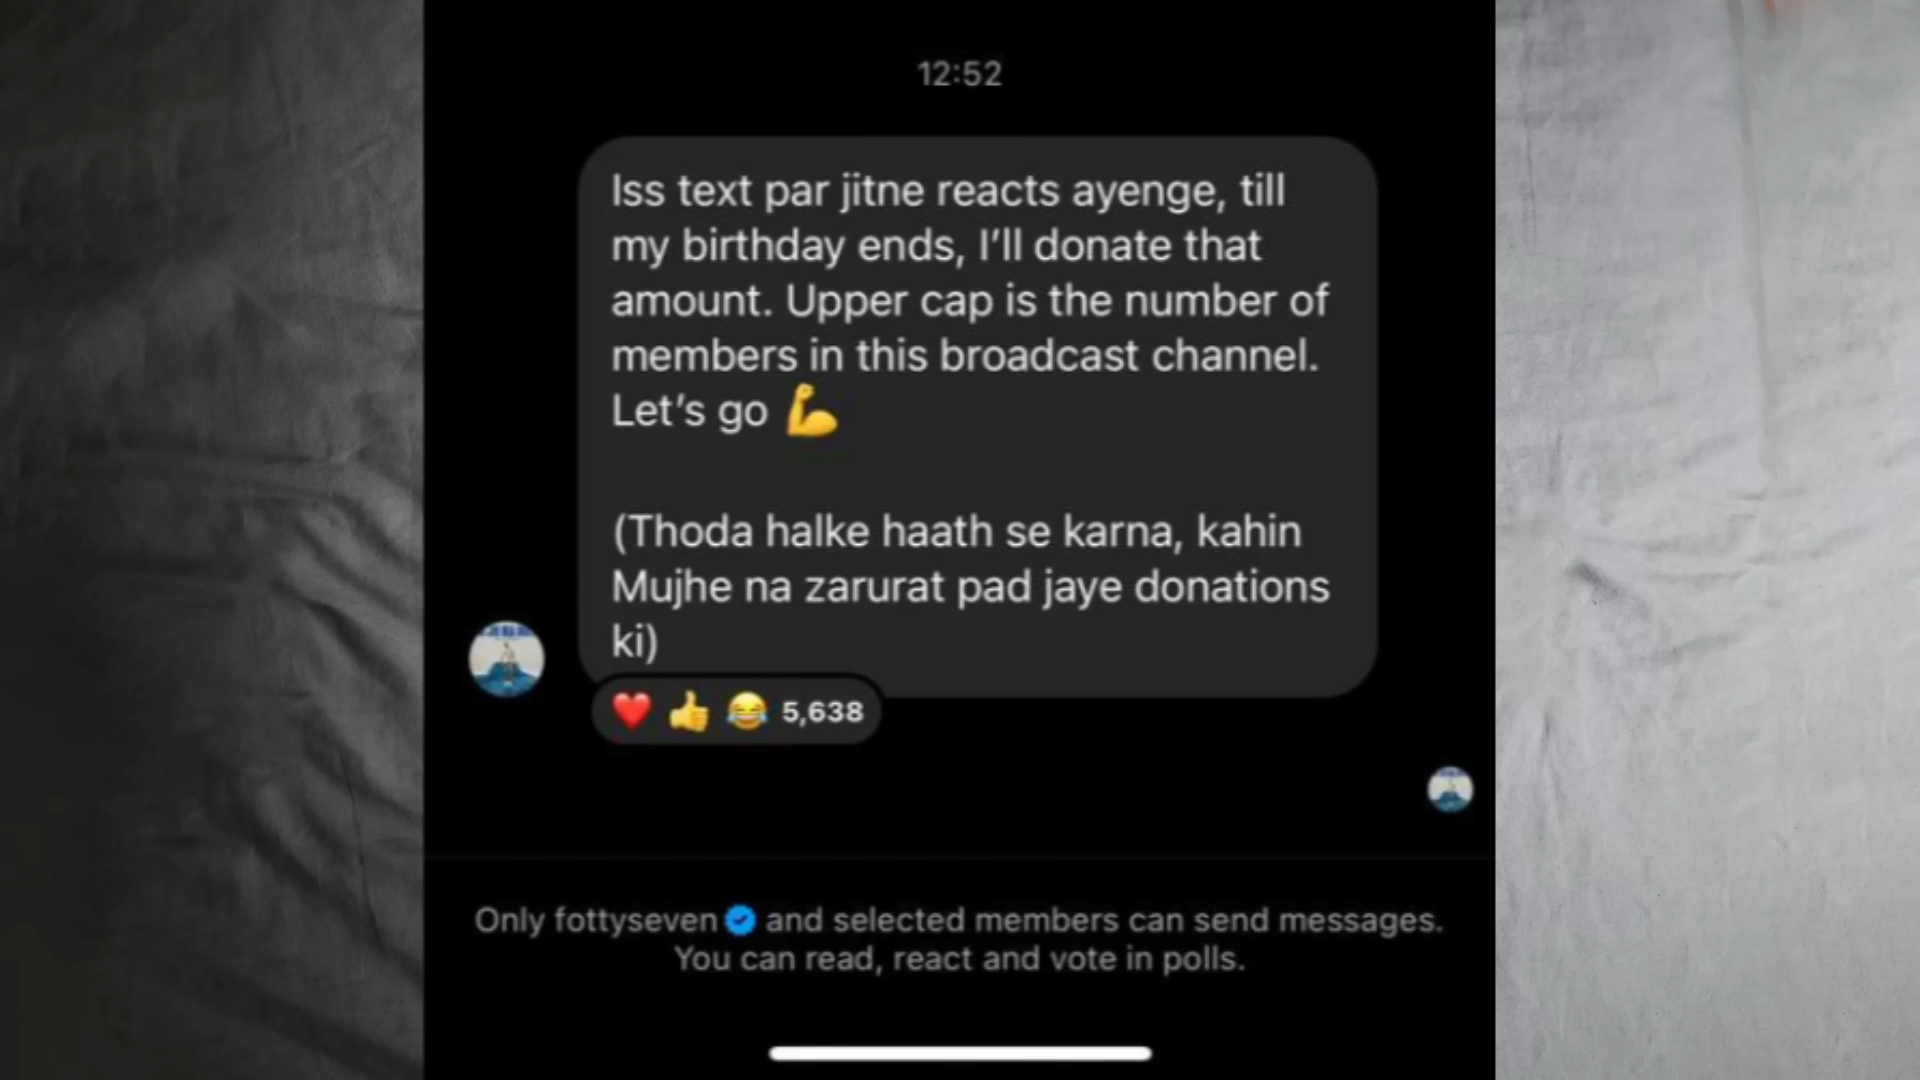 12:52
Iss text par jitne reacts ayenge, till
my birthday ends, I’ll donate that
amount. Upper cap is the number of
members in this broadcast channel.
Let’s go 💪
(Thoda halke haath se karna, kahin
Mujhe na zarurat pad jaye donations
ki)
❤️ 👍 😂 5,638
Only fottyseven and selected members can send messages.
You can read, react and vote in polls.